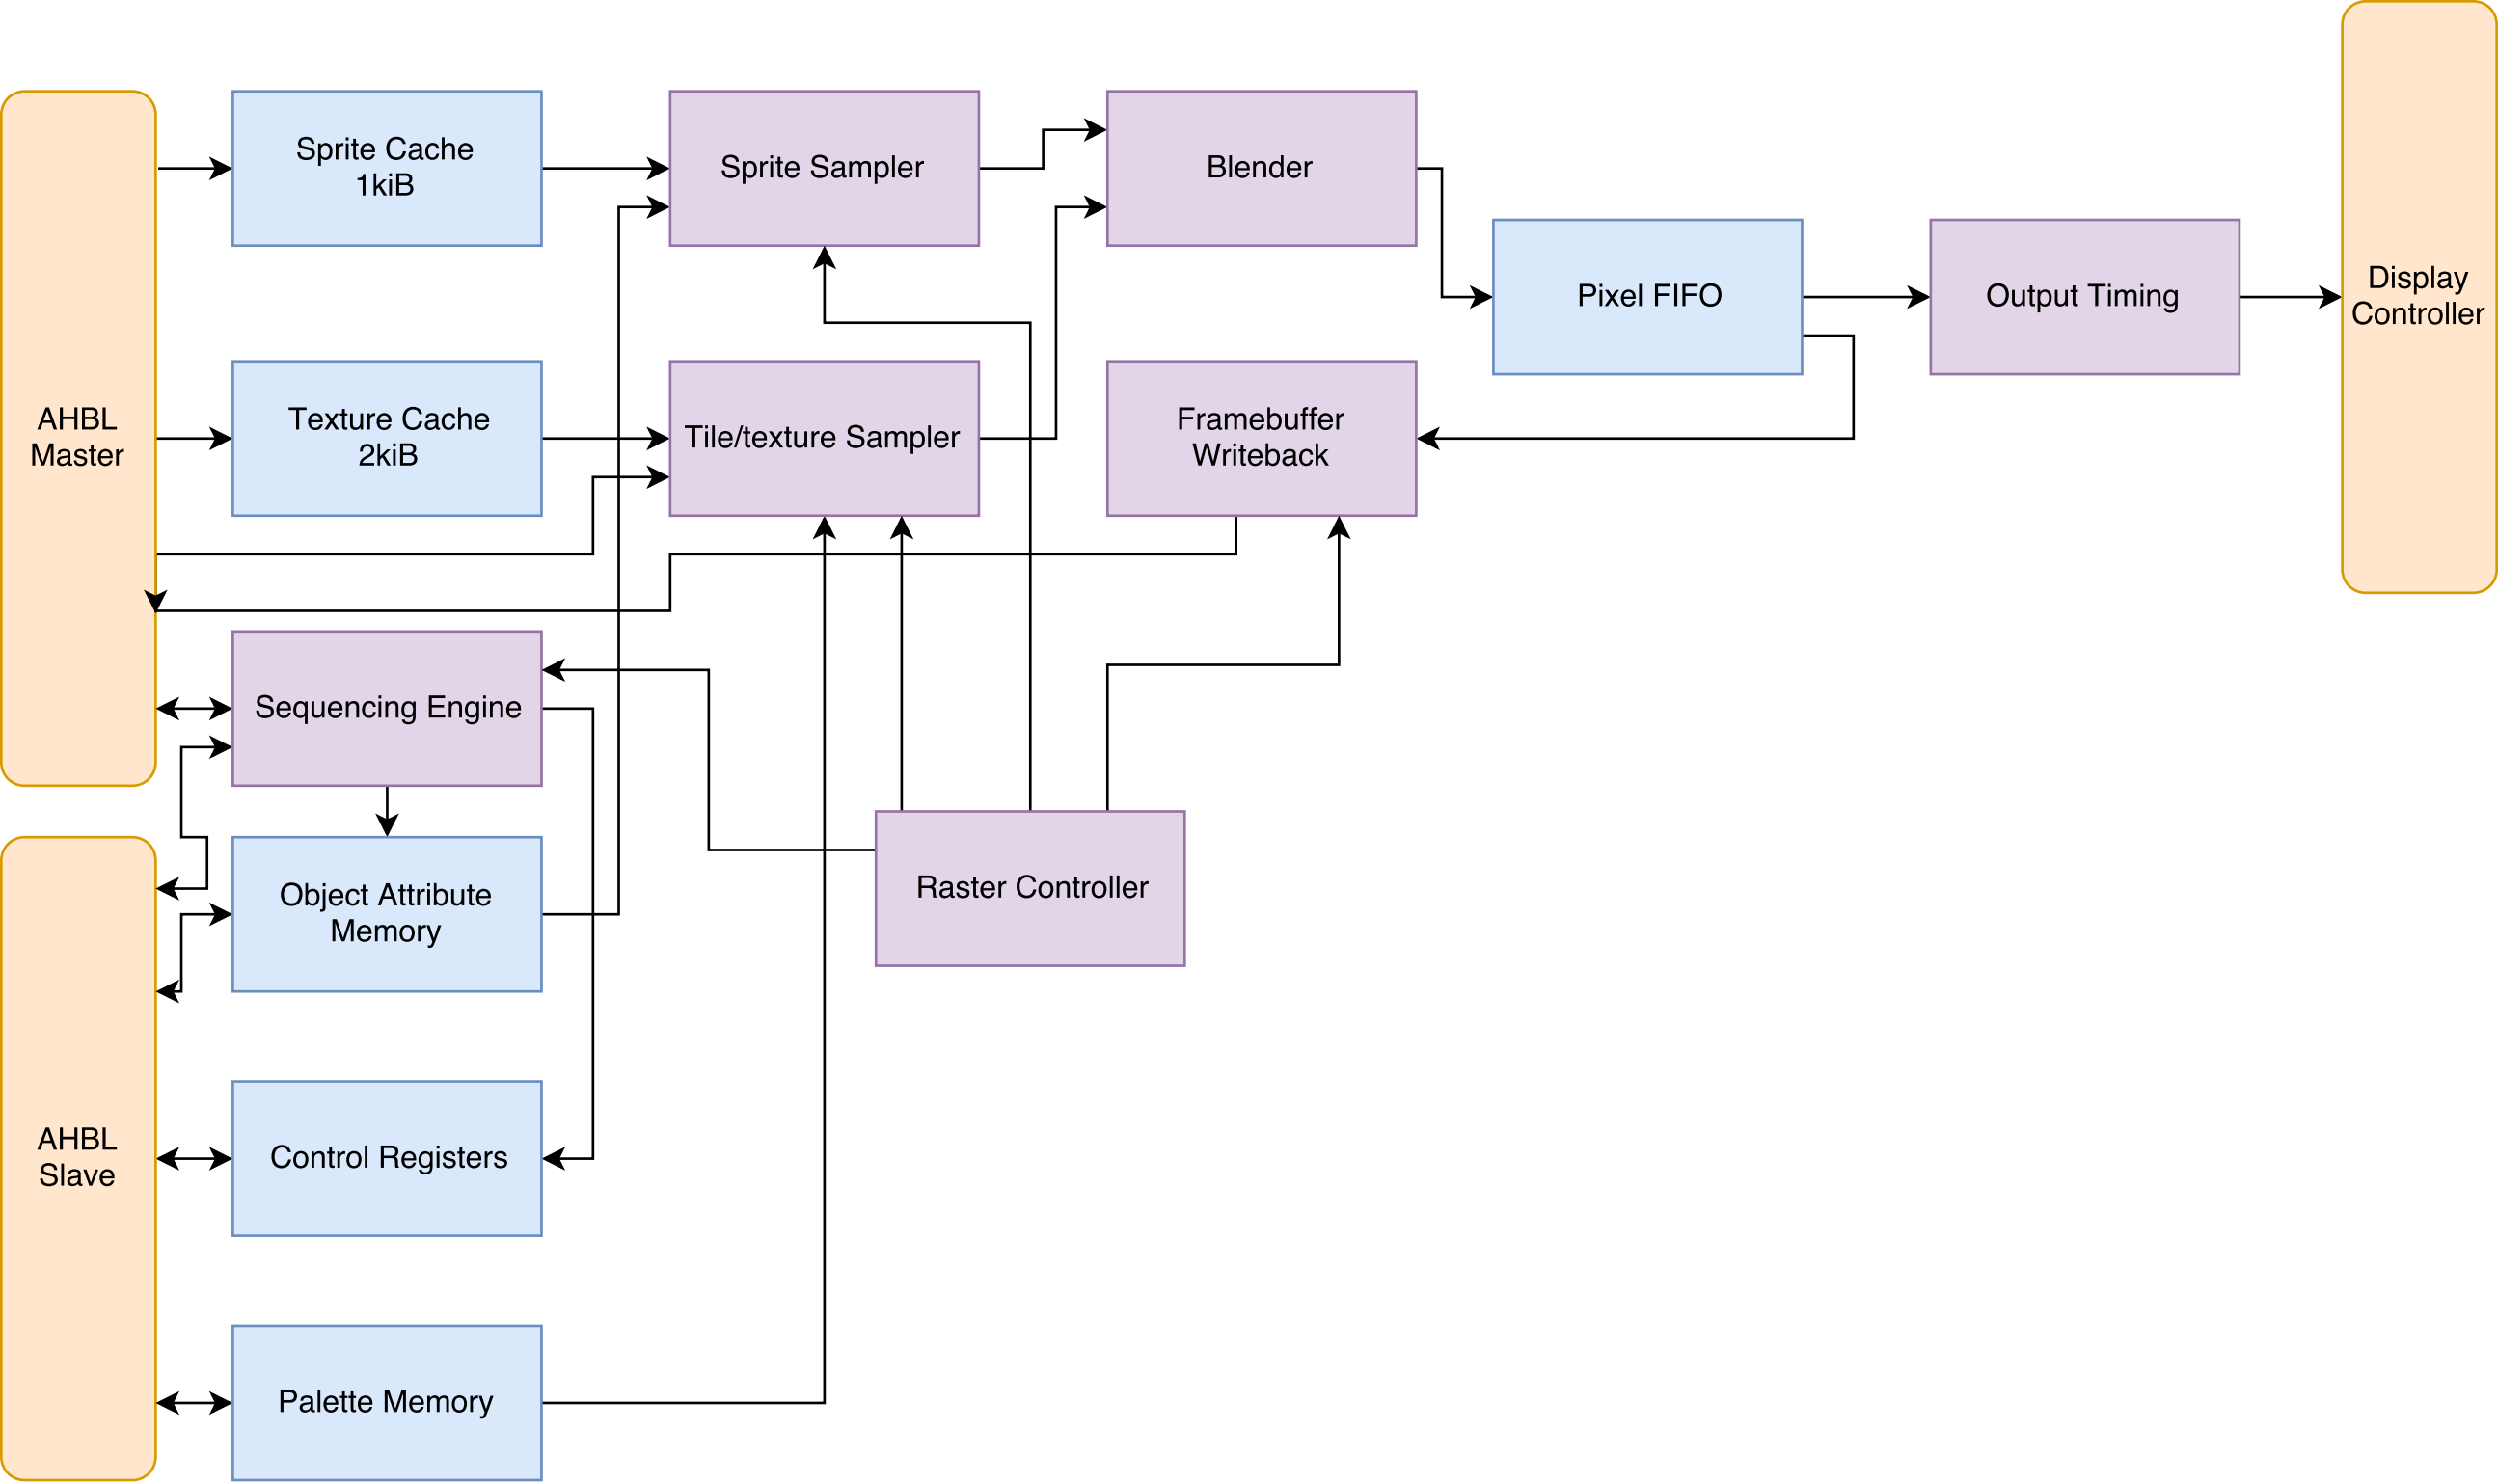 AHBL
Master
Sprite Cache
1kiB
Sprite Sampler
Blender
Pixel FIFO
Output Timing
Display
Controller
Texture Cache
2kiB
Tile/texture Sampler
Framebuffer
Writeback
Sequencing Engine
Raster Controller
AHBL
Slave
Object Attribute
Memory
Control Registers
Palette Memory